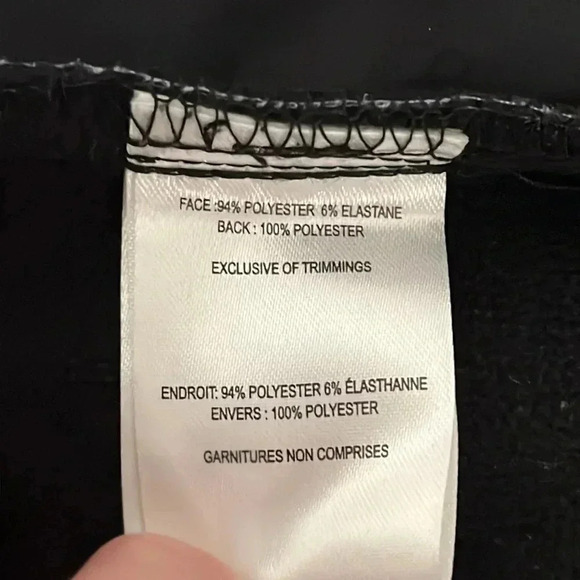 FACE :94% POLYESTER 6% ELASTANE
BACK : 100% POLYESTER
EXCLUSIVE OF TRIMMINGS
ENDROIT: 94% POLYESTER 6% ÉLASTHANNE
ENVERS : 100% POLYESTER
GARNITURES NON COMPRISES